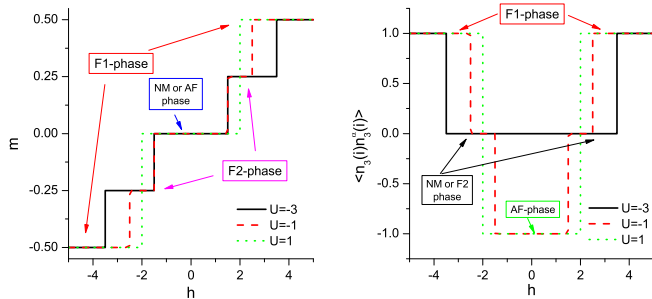 0.50
0.25
0.00
-0.25
-0.50
m
-4
-2
0
2
4
h
F1-phase
NM or AF
phase
F2-phase
U=-3
U=-1
U=1
1.0
0.5
0.0
-0.5
-1.0
<n₃(i)n₃ᵅ(i)>
-4
-2
0
2
4
h
F1-phase
NM or F2
phase
AF-phase
U=-3
U=-1
U=1